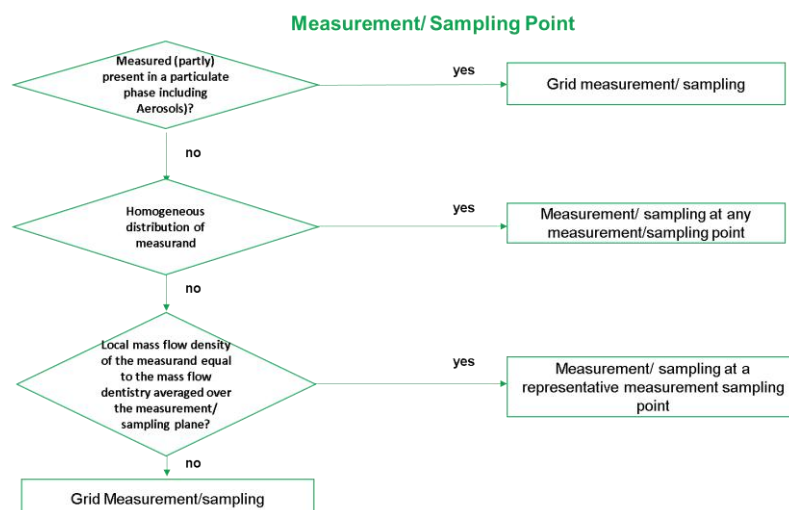 Measurement/ Sampling Point
Measured (partly)
present in a particulate
phase including
Aerosols)?
yes
Grid measurement/ sampling
no
Homogeneous
distribution of
measurand
yes
Measurement/ sampling at any
measurement/sampling point
no
Local mass flow density
of the measurand equal
to the mass flow
dentistry averaged over
the measurement/
sampling plane?
yes
Measurement/ sampling at a
representative measurement sampling
point
no
Grid Measurement/sampling